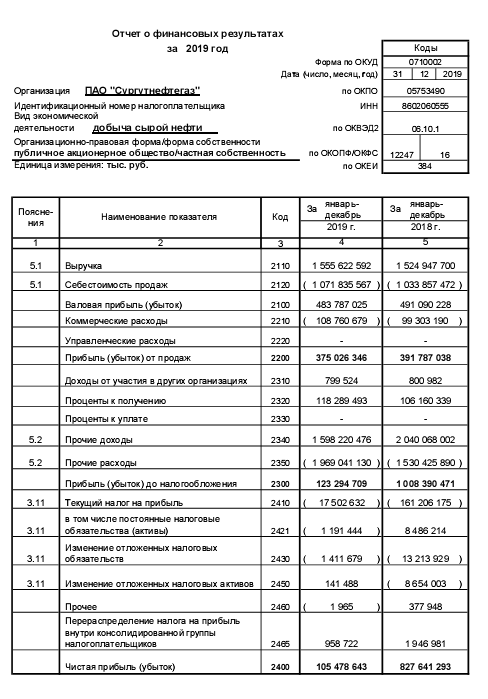 Отчет о финансовых результатах
за 2019 год
Коды
Форма по ОКУД 0710002
Дата (число, месяц, год) 31 12 2019
Организация ПАО "Сургутнефтегаз" по ОКПО 05753490
Идентификационный номер налогоплательщика ИНН 8602060555
Вид экономической
деятельности добыча сырой нефти по ОКВЭД2 06.10.1
Организационно-правовая форма/форма собственности
публичное акционерное общество/частная собственность по ОКОПФ/ОКФС 12247 16
Единица измерения: тыс. руб. по ОКЕИ 384
Поясне-ния Наименование показателя Код За январь-декабрь 2019 г. За январь-декабрь 2018 г.
1 2 3 4 5
5.1 Выручка 2110 1 555 622 592 1 524 947 700
5.1 Себестоимость продаж 2120 ( 1 071 835 567 ) ( 1 033 857 472 )
Валовая прибыль (убыток) 2100 483 787 025 491 090 228
Коммерческие расходы 2210 ( 108 760 679 ) ( 99 303 190 )
Управленческие расходы 2220 - -
Прибыль (убыток) от продаж 2200 375 026 346 391 787 038
Доходы от участия в других организациях 2310 799 524 800 982
Проценты к получению 2320 118 289 493 106 160 339
Проценты к уплате 2330 - -
5.2 Прочие доходы 2340 1 598 220 476 2 040 068 002
5.2 Прочие расходы 2350 ( 1 969 041 130 ) ( 1 530 425 890 )
Прибыль (убыток) до налогообложения 2300 123 294 709 1 008 390 471
3.11 Текущий налог на прибыль 2410 ( 17 502 632 ) ( 161 206 175 )
в том числе постоянные налоговые
обязательства (активы) 2421 ( 1 191 444 ) 8 486 214
Изменение отложенных налоговых
3.11 обязательств 2430 ( 1 411 679 ) ( 13 213 929 )
3.11 Изменение отложенных налоговых активов 2450 141 488 ( 8 654 003 )
Прочее 2460 ( 1 965 ) 377 948
Перераспределение налога на прибыль
внутри консолидированной группы
налогоплательщиков 2465 958 722 1 946 981
Чистая прибыль (убыток) 2400 105 478 643 827 641 293